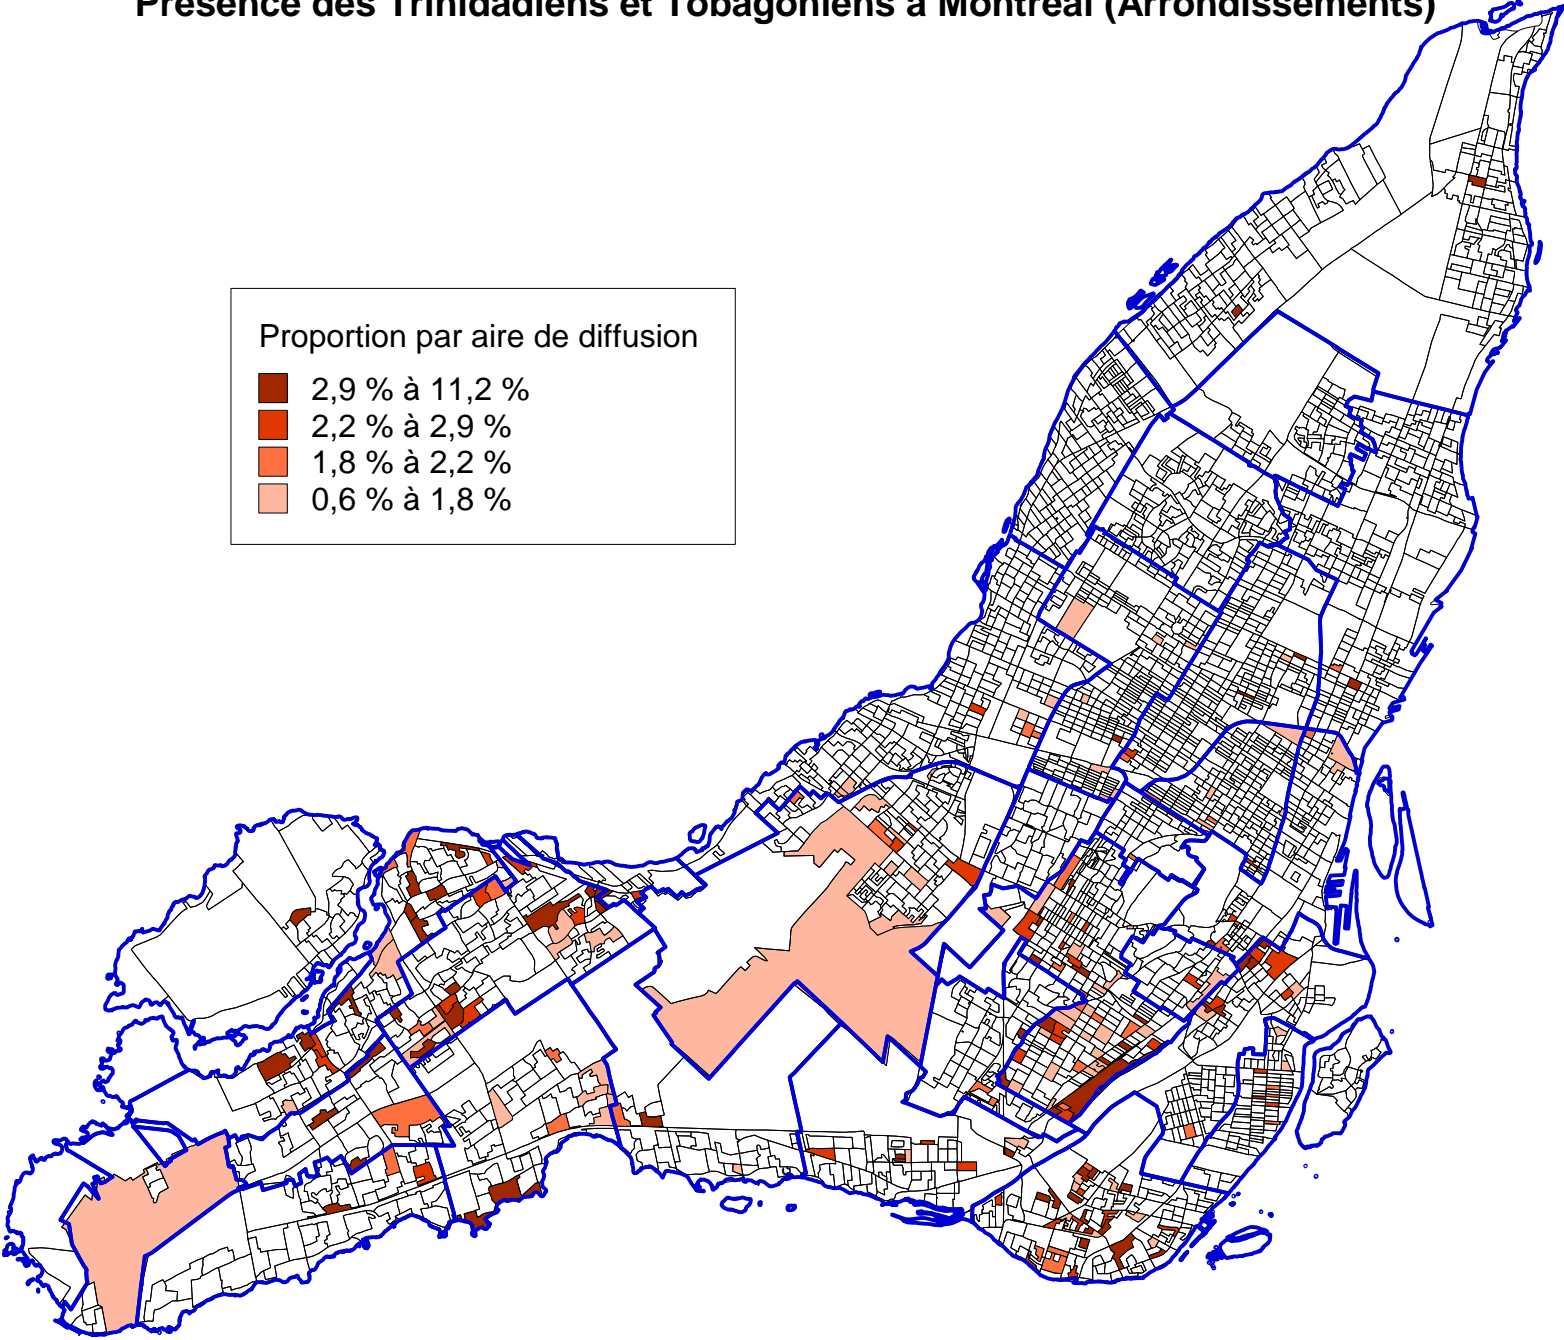 Présence des Trinidadiens et Tobagoniens à Montréal (Arrondissements)
Proportion par aire de diffusion
2,9 % à 11,2 %
2,2 % à 2,9 %
1,8 % à 2,2 %
0,6 % à 1,8 %